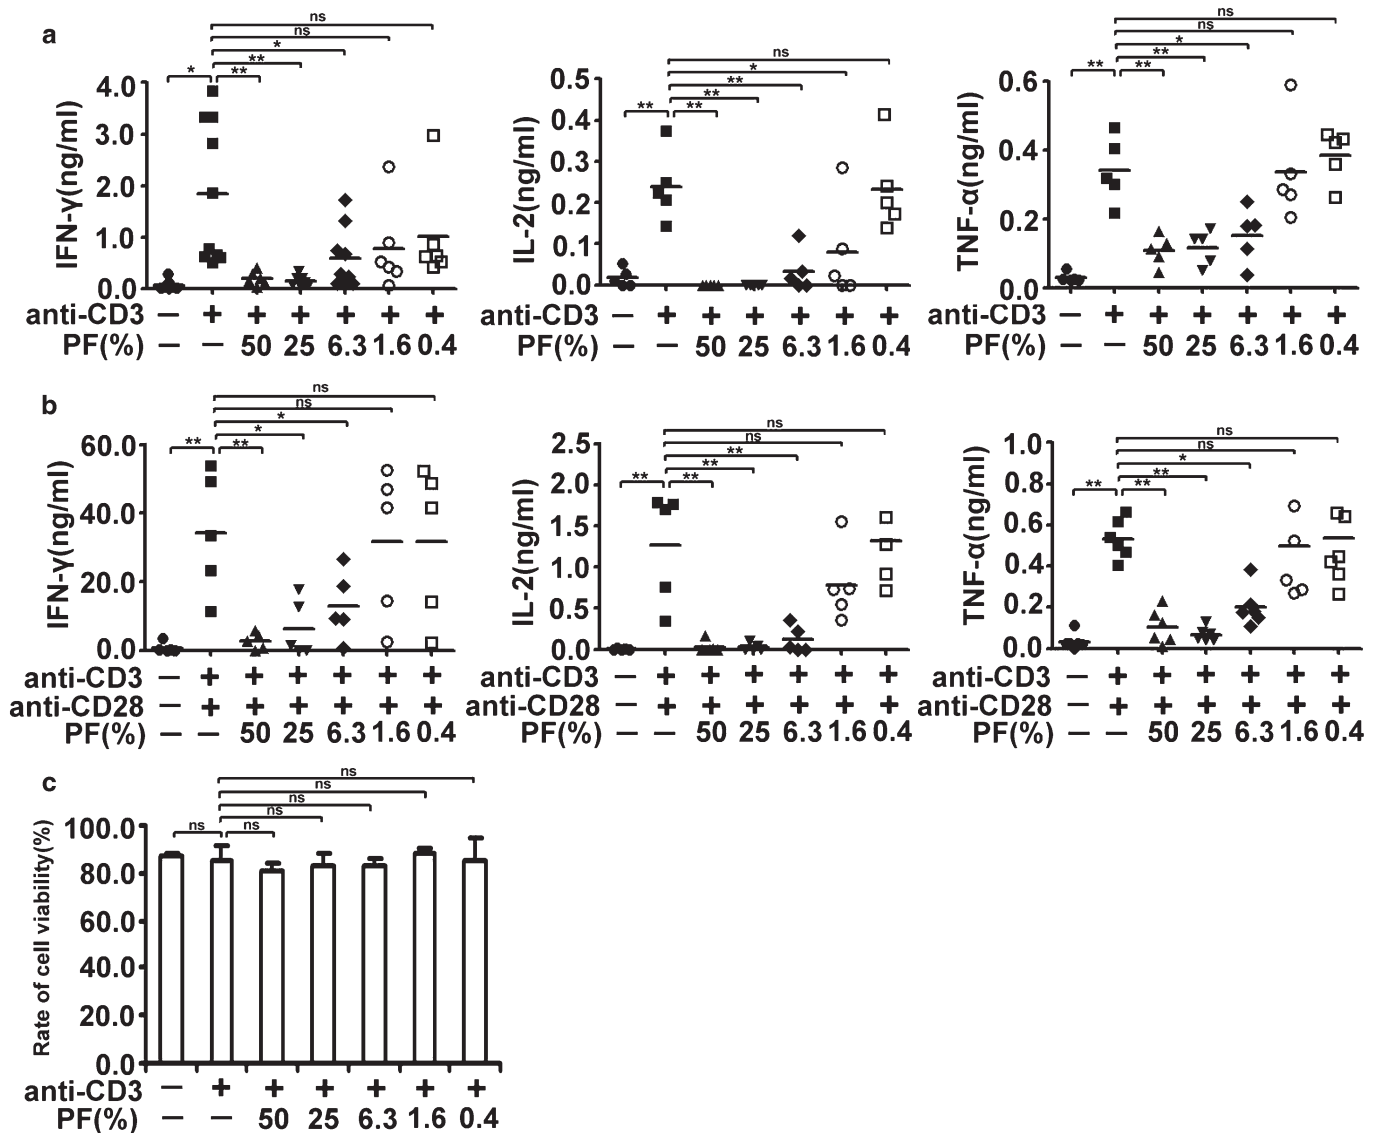 a
ns
ns
*
**
* **
IFN-γ(ng/ml)
4.0
3.0
2.0
1.0
0.0
anti-CD3 — + + + + + +
PF(%) — — 50 25 6.3 1.6 0.4
ns
*
**
**
** **
IL-2(ng/ml)
0.5
0.4
0.3
0.2
0.1
0.0
anti-CD3 — + + + + + +
PF(%) — — 50 25 6.3 1.6 0.4
ns
ns
*
**
** **
TNF-α(ng/ml)
0.6
0.4
0.2
0.0
anti-CD3 — + + + + + +
PF(%) — — 50 25 6.3 1.6 0.4
b
ns
ns
*
*
** **
IFN-γ(ng/ml)
60.0
40.0
20.0
0.0
anti-CD3 — + + + + + +
anti-CD28 — + + + + + +
PF(%) — — 50 25 6.3 1.6 0.4
ns
ns
**
**
** **
IL-2(ng/ml)
2.5
2.0
1.5
1.0
0.5
0.0
anti-CD3 — + + + + + +
anti-CD28 — + + + + + +
PF(%) — — 50 25 6.3 1.6 0.4
ns
ns
*
**
** **
TNF-α(ng/ml)
1.0
0.8
0.6
0.4
0.2
0.0
anti-CD3 — + + + + + +
anti-CD28 — + + + + + +
PF(%) — — 50 25 6.3 1.6 0.4
c
ns
ns
ns
ns
ns ns
Rate of cell viability(%)
100.0
80.0
60.0
40.0
20.0
0.0
anti-CD3 — + + + + + +
PF(%) — — 50 25 6.3 1.6 0.4